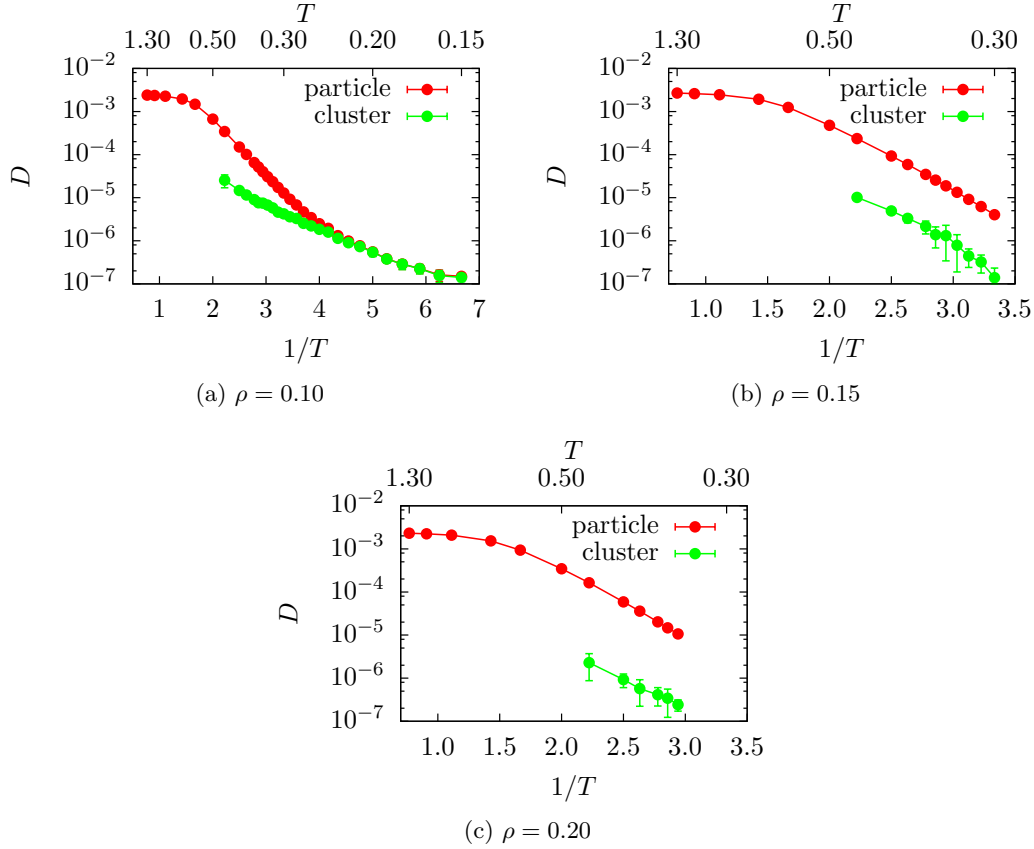 T
1.30 0.50 0.30 0.20 0.15
10⁻²
10⁻³
10⁻⁴
10⁻⁵
10⁻⁶
10⁻⁷
D
particle
cluster
1 2 3 4 5 6 7
1/T
(a) ρ = 0.10
T
1.30 0.50 0.30
10⁻²
10⁻³
10⁻⁴
10⁻⁵
10⁻⁶
10⁻⁷
D
particle
cluster
1.0 1.5 2.0 2.5 3.0 3.5
1/T
(b) ρ = 0.15
T
1.30 0.50 0.30
10⁻²
10⁻³
10⁻⁴
10⁻⁵
10⁻⁶
10⁻⁷
D
particle
cluster
1.0 1.5 2.0 2.5 3.0 3.5
1/T
(c) ρ = 0.20